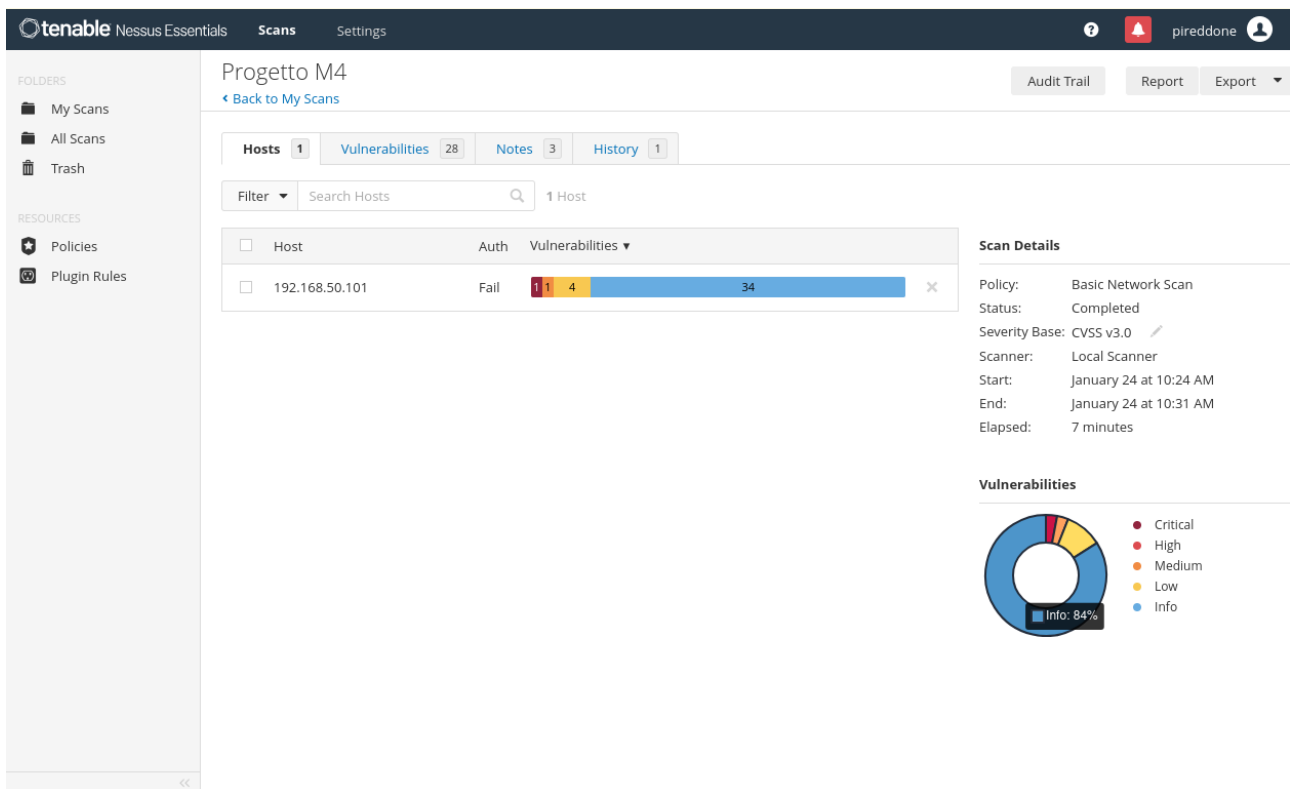 tenable Nessus Essentials Scans Settings pireddone
FOLDERS
My Scans
All Scans
Trash
RESOURCES
Policies
Plugin Rules
Progetto M4
Back to My Scans
Audit Trail Report Export
Hosts 1 Vulnerabilities 28 Notes 3 History 1
Filter Search Hosts 1 Host
Host Auth Vulnerabilities
192.168.50.101 Fail 1 1 4 34
Scan Details
Policy: Basic Network Scan
Status: Completed
Severity Base: CVSS v3.0
Scanner: Local Scanner
Start: January 24 at 10:24 AM
End: January 24 at 10:31 AM
Elapsed: 7 minutes
Vulnerabilities
Critical
High
Medium
Low
Info
Info: 84%